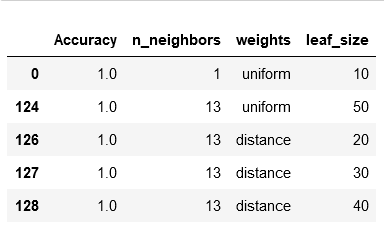 Accuracy n_neighbors weights leaf_size
0 1.0 1 uniform 10
124 1.0 13 uniform 50
126 1.0 13 distance 20
127 1.0 13 distance 30
128 1.0 13 distance 40